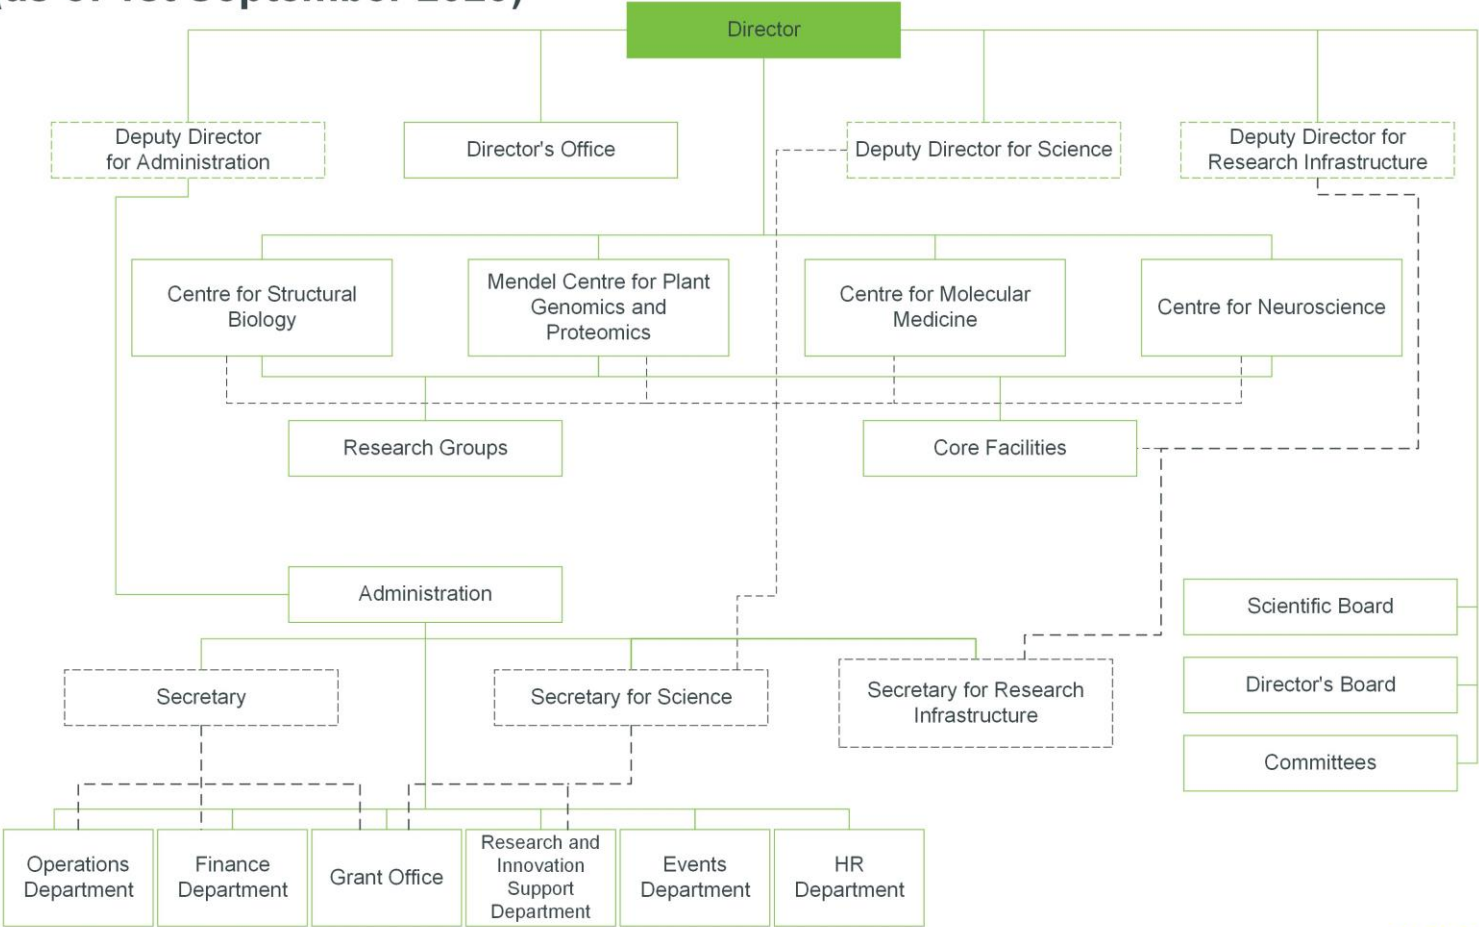 Director
Deputy Director
for Administration
Director's Office
Deputy Director for Science
Deputy Director for
Research Infrastructure
Centre for Structural
Biology
Mendel Centre for Plant
Genomics and
Proteomics
Centre for Molecular
Medicine
Centre for Neuroscience
Research Groups
Core Facilities
Administration
Scientific Board
Director's Board
Committees
Secretary
Secretary for Science
Secretary for Research
Infrastructure
Operations
Department
Finance
Department
Grant Office
Research and
Innovation
Support
Department
Events
Department
HR
Department